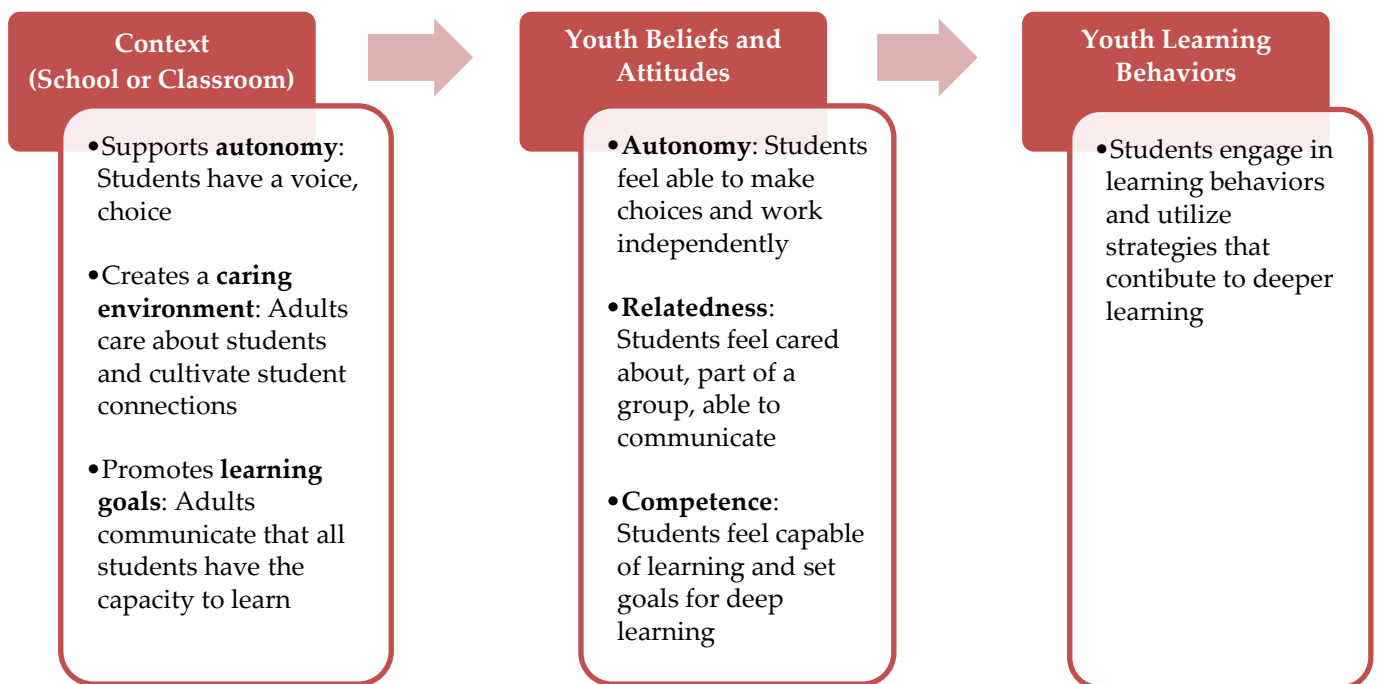 Context
(School or Classroom)
•Supports autonomy:
Students have a voice,
choice
•Creates a caring
environment: Adults
care about students
and cultivate student
connections
•Promotes learning
goals: Adults
communicate that all
students have the
capacity to learn
Youth Beliefs and
Attitudes
•Autonomy: Students
feel able to make
choices and work
independently
•Relatedness:
Students feel cared
about, part of a
group, able to
communicate
•Competence:
Students feel capable
of learning and set
goals for deep
learning
Youth Learning
Behaviors
•Students engage in
learning behaviors
and utilize
strategies that
contibute to deeper
learning